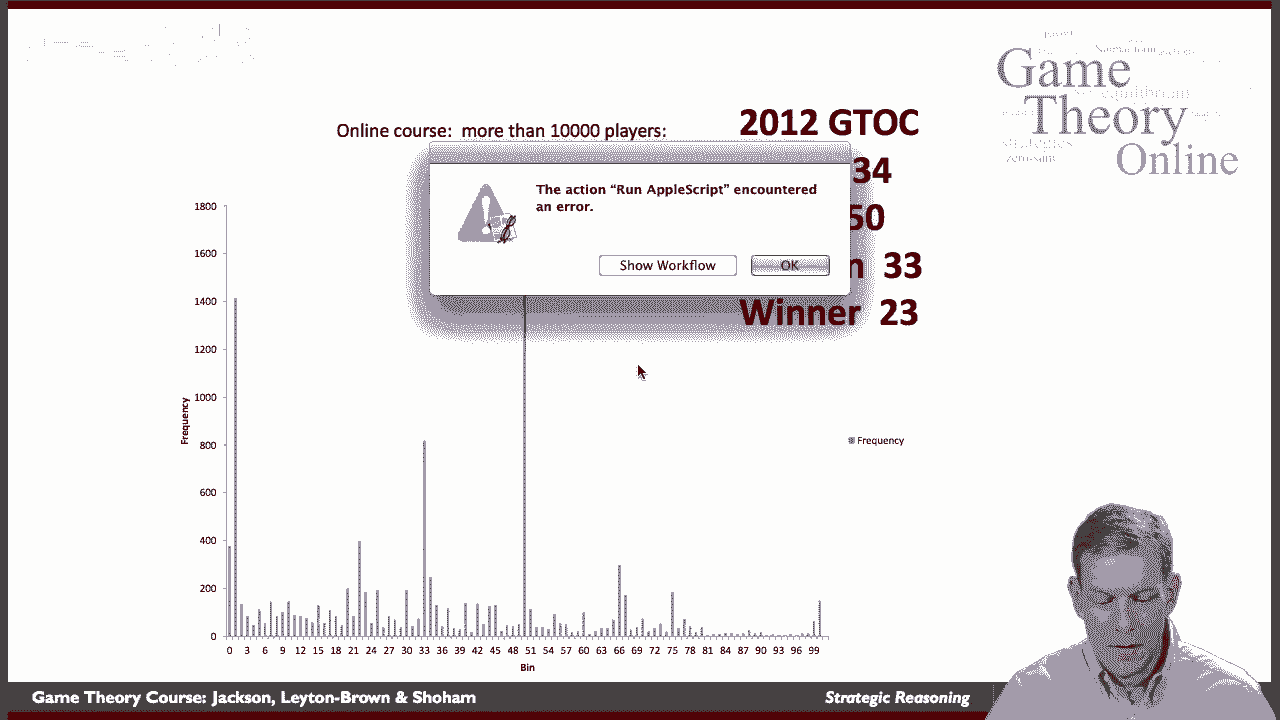 Game
Theory
Online
zero-sum
Online course: more than 10000 players:
2012 GTOC
34
50
n 33
Winner 23
The action “Run AppleScript” encountered
an error.
Show Workflow
OK
1800
1600
1400
1200
1000
800
600
400
200
0
Frequency
Frequency
0 3 6 9 12 15 18 21 24 27 30 33 36 39 42 45 48 51 54 57 60 63 66 69 72 75 78 81 84 87 90 93 96 99
Bin
Game Theory Course: Jackson, Leyton-Brown & Shoham
Strategic Reasoning